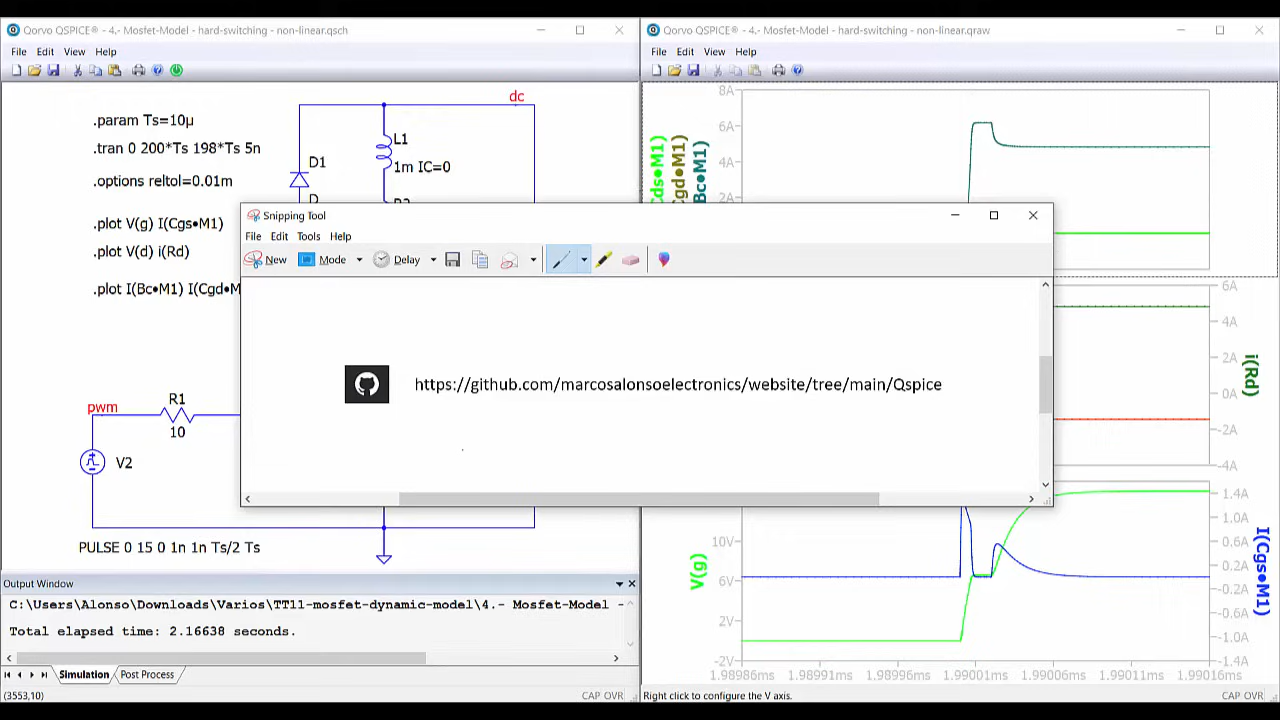 Qorvo QSPICE® - 4.- Mosfet-Model - hard-switching - non-linear.qsch
File Edit View Help
dc
.param Ts=10µ
.tran 0 200*Ts 198*Ts 5n
.options reltol=0.01m
.plot V(g) I(Cgs•M1)
.plot V(d) i(Rd)
.plot I(Bc•M1) I(Cgd•M
D1
D
L1
1m IC=0
pwm
R1
10
V2
PULSE 0 15 0 1n 1n Ts/2 Ts
Output Window
C:\Users\Alonso\Downloads\Varios\TT11-mosfet-dynamic-model\4.- Mosfet-Model -
Total elapsed time: 2.16638 seconds.
Simulation Post Process
(3553,10) CAP OVR
Snipping Tool
File Edit Tools Help
New Mode Delay
https://github.com/marcosalonsoelectronics/website/tree/main/Qspice
Qorvo QSPICE® - 4.- Mosfet-Model - hard-switching - non-linear.qraw
File Edit View Help
8A
6A
4A
2A
Cds•M1)
Cgd•M1)
Bc•M1)
6A
4A
2A
0A
-2A
-4A
i(Rd)
10V
6V
2V
-2V
V(g)
1.4A
1.0A
0.6A
0.2A
-0.2A
-0.6A
-1.0A
-1.4A
I(Cgs•M1)
1.98986ms 1.98991ms 1.98996ms 1.99001ms 1.99006ms 1.99011ms 1.99016ms
Right click to configure the V axis. CAP OVR